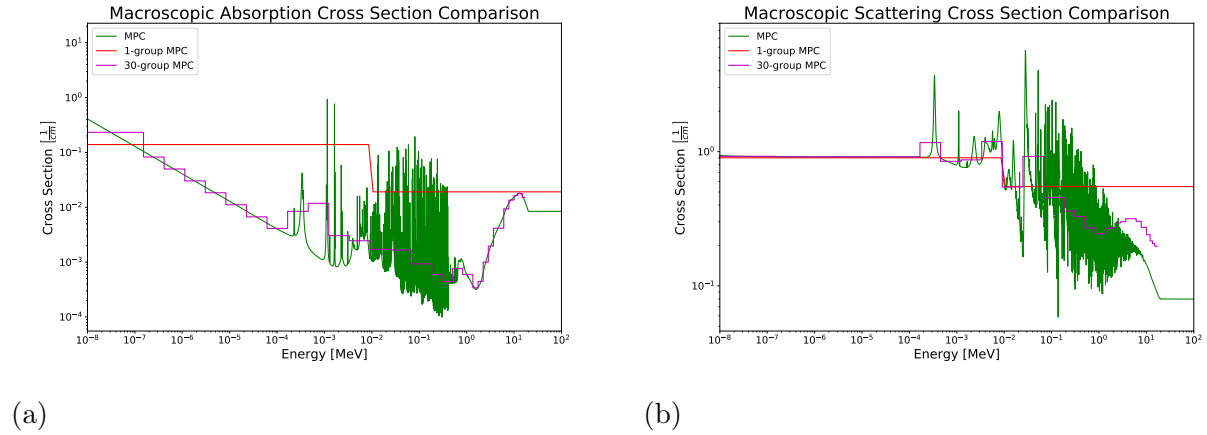 Macroscopic Absorption Cross Section Comparison
MPC
1-group MPC
30-group MPC
Cross Section [1/cm]
10^1
10^0
10^-1
10^-2
10^-3
10^-4
10^-8 10^-7 10^-6 10^-5 10^-4 10^-3 10^-2 10^-1 10^0 10^1 10^2
Energy [MeV]
(a)
Macroscopic Scattering Cross Section Comparison
MPC
1-group MPC
30-group MPC
Cross Section [1/cm]
10^0
10^-1
10^-8 10^-7 10^-6 10^-5 10^-4 10^-3 10^-2 10^-1 10^0 10^1 10^2
Energy [MeV]
(b)